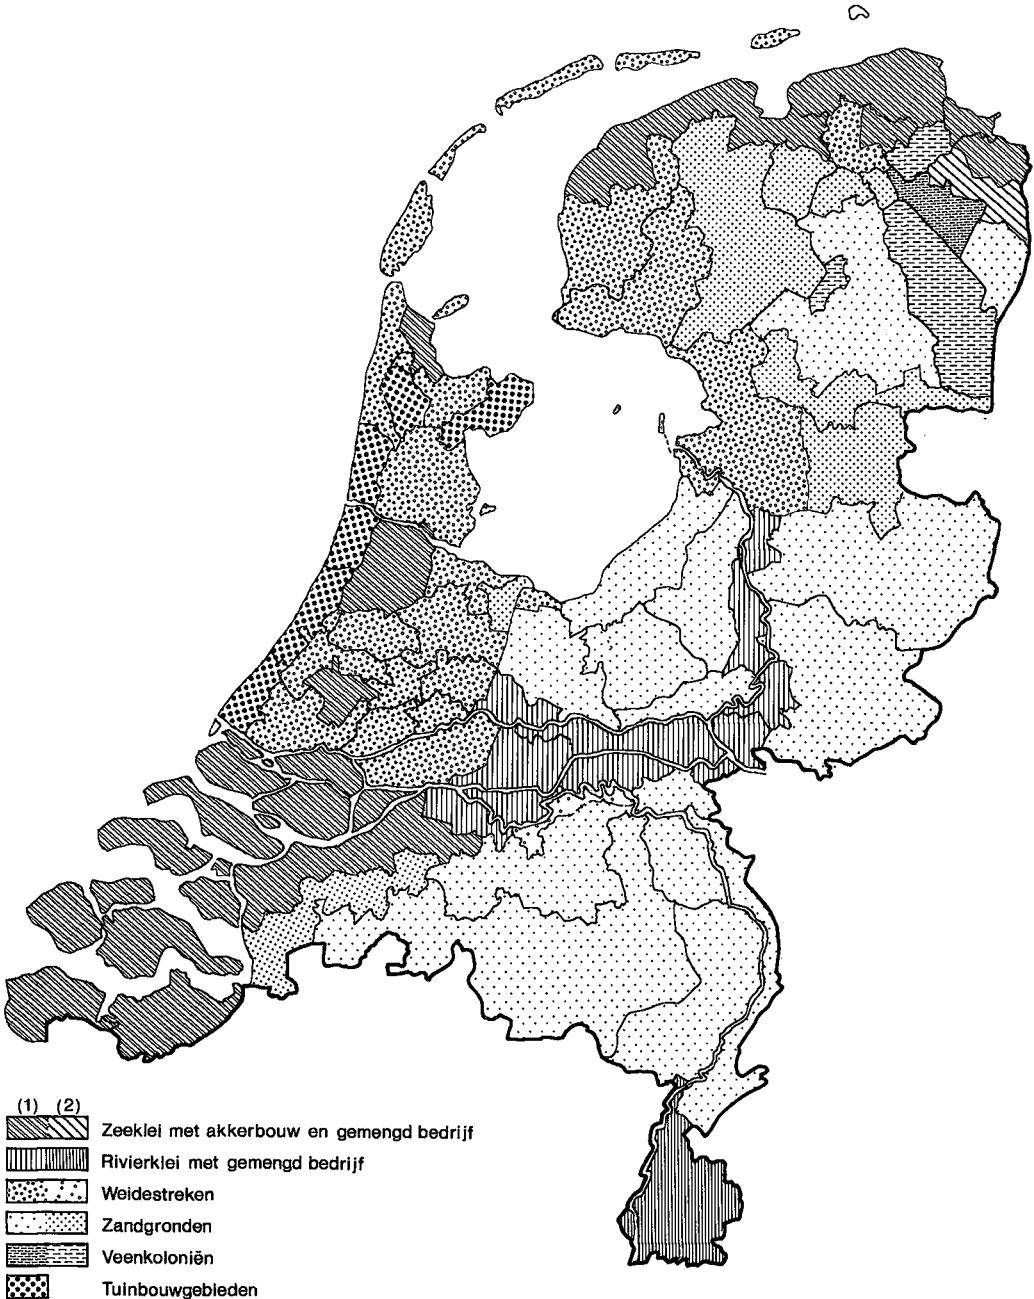 (1) (2)
Zeeklei met akkerbouw en gemengd bedrijf
Rivierklei met gemengd bedrijf
Weidestreken
Zandgronden
Veenkoloniën
Tuinbouwgebieden